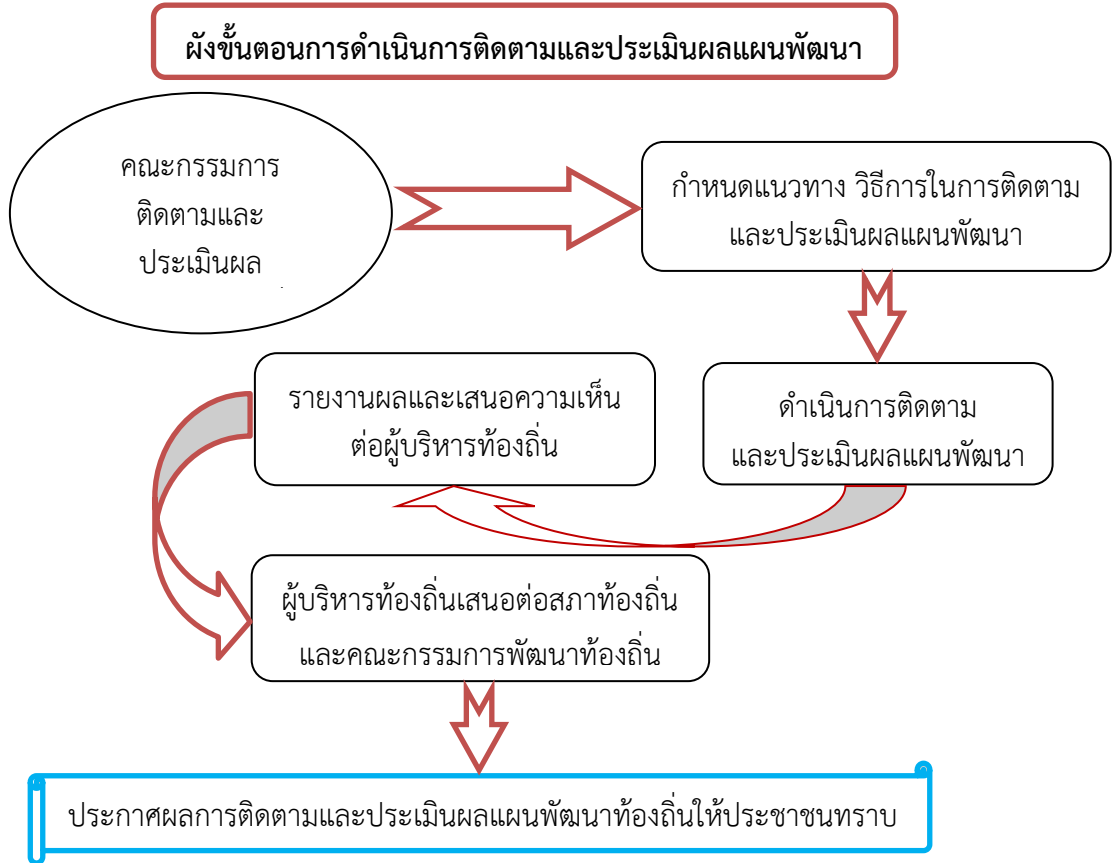 ผังขั้นตอนการดำเนินการติดตามและประเมินผลแผนพัฒนา
คณะกรรมการ
ติดตามและ
ประเมินผล
กำหนดแนวทาง วิธีการในการติดตาม
และประเมินผลแผนพัฒนา
ดำเนินการติดตาม
และประเมินผลแผนพัฒนา
รายงานผลและเสนอความเห็น
ต่อผู้บริหารท้องถิ่น
ผู้บริหารท้องถิ่นเสนอต่อสภาท้องถิ่น
และคณะกรรมการพัฒนาท้องถิ่น
ประกาศผลการติดตามและประเมินผลแผนพัฒนาท้องถิ่นให้ประชาชนทราบ